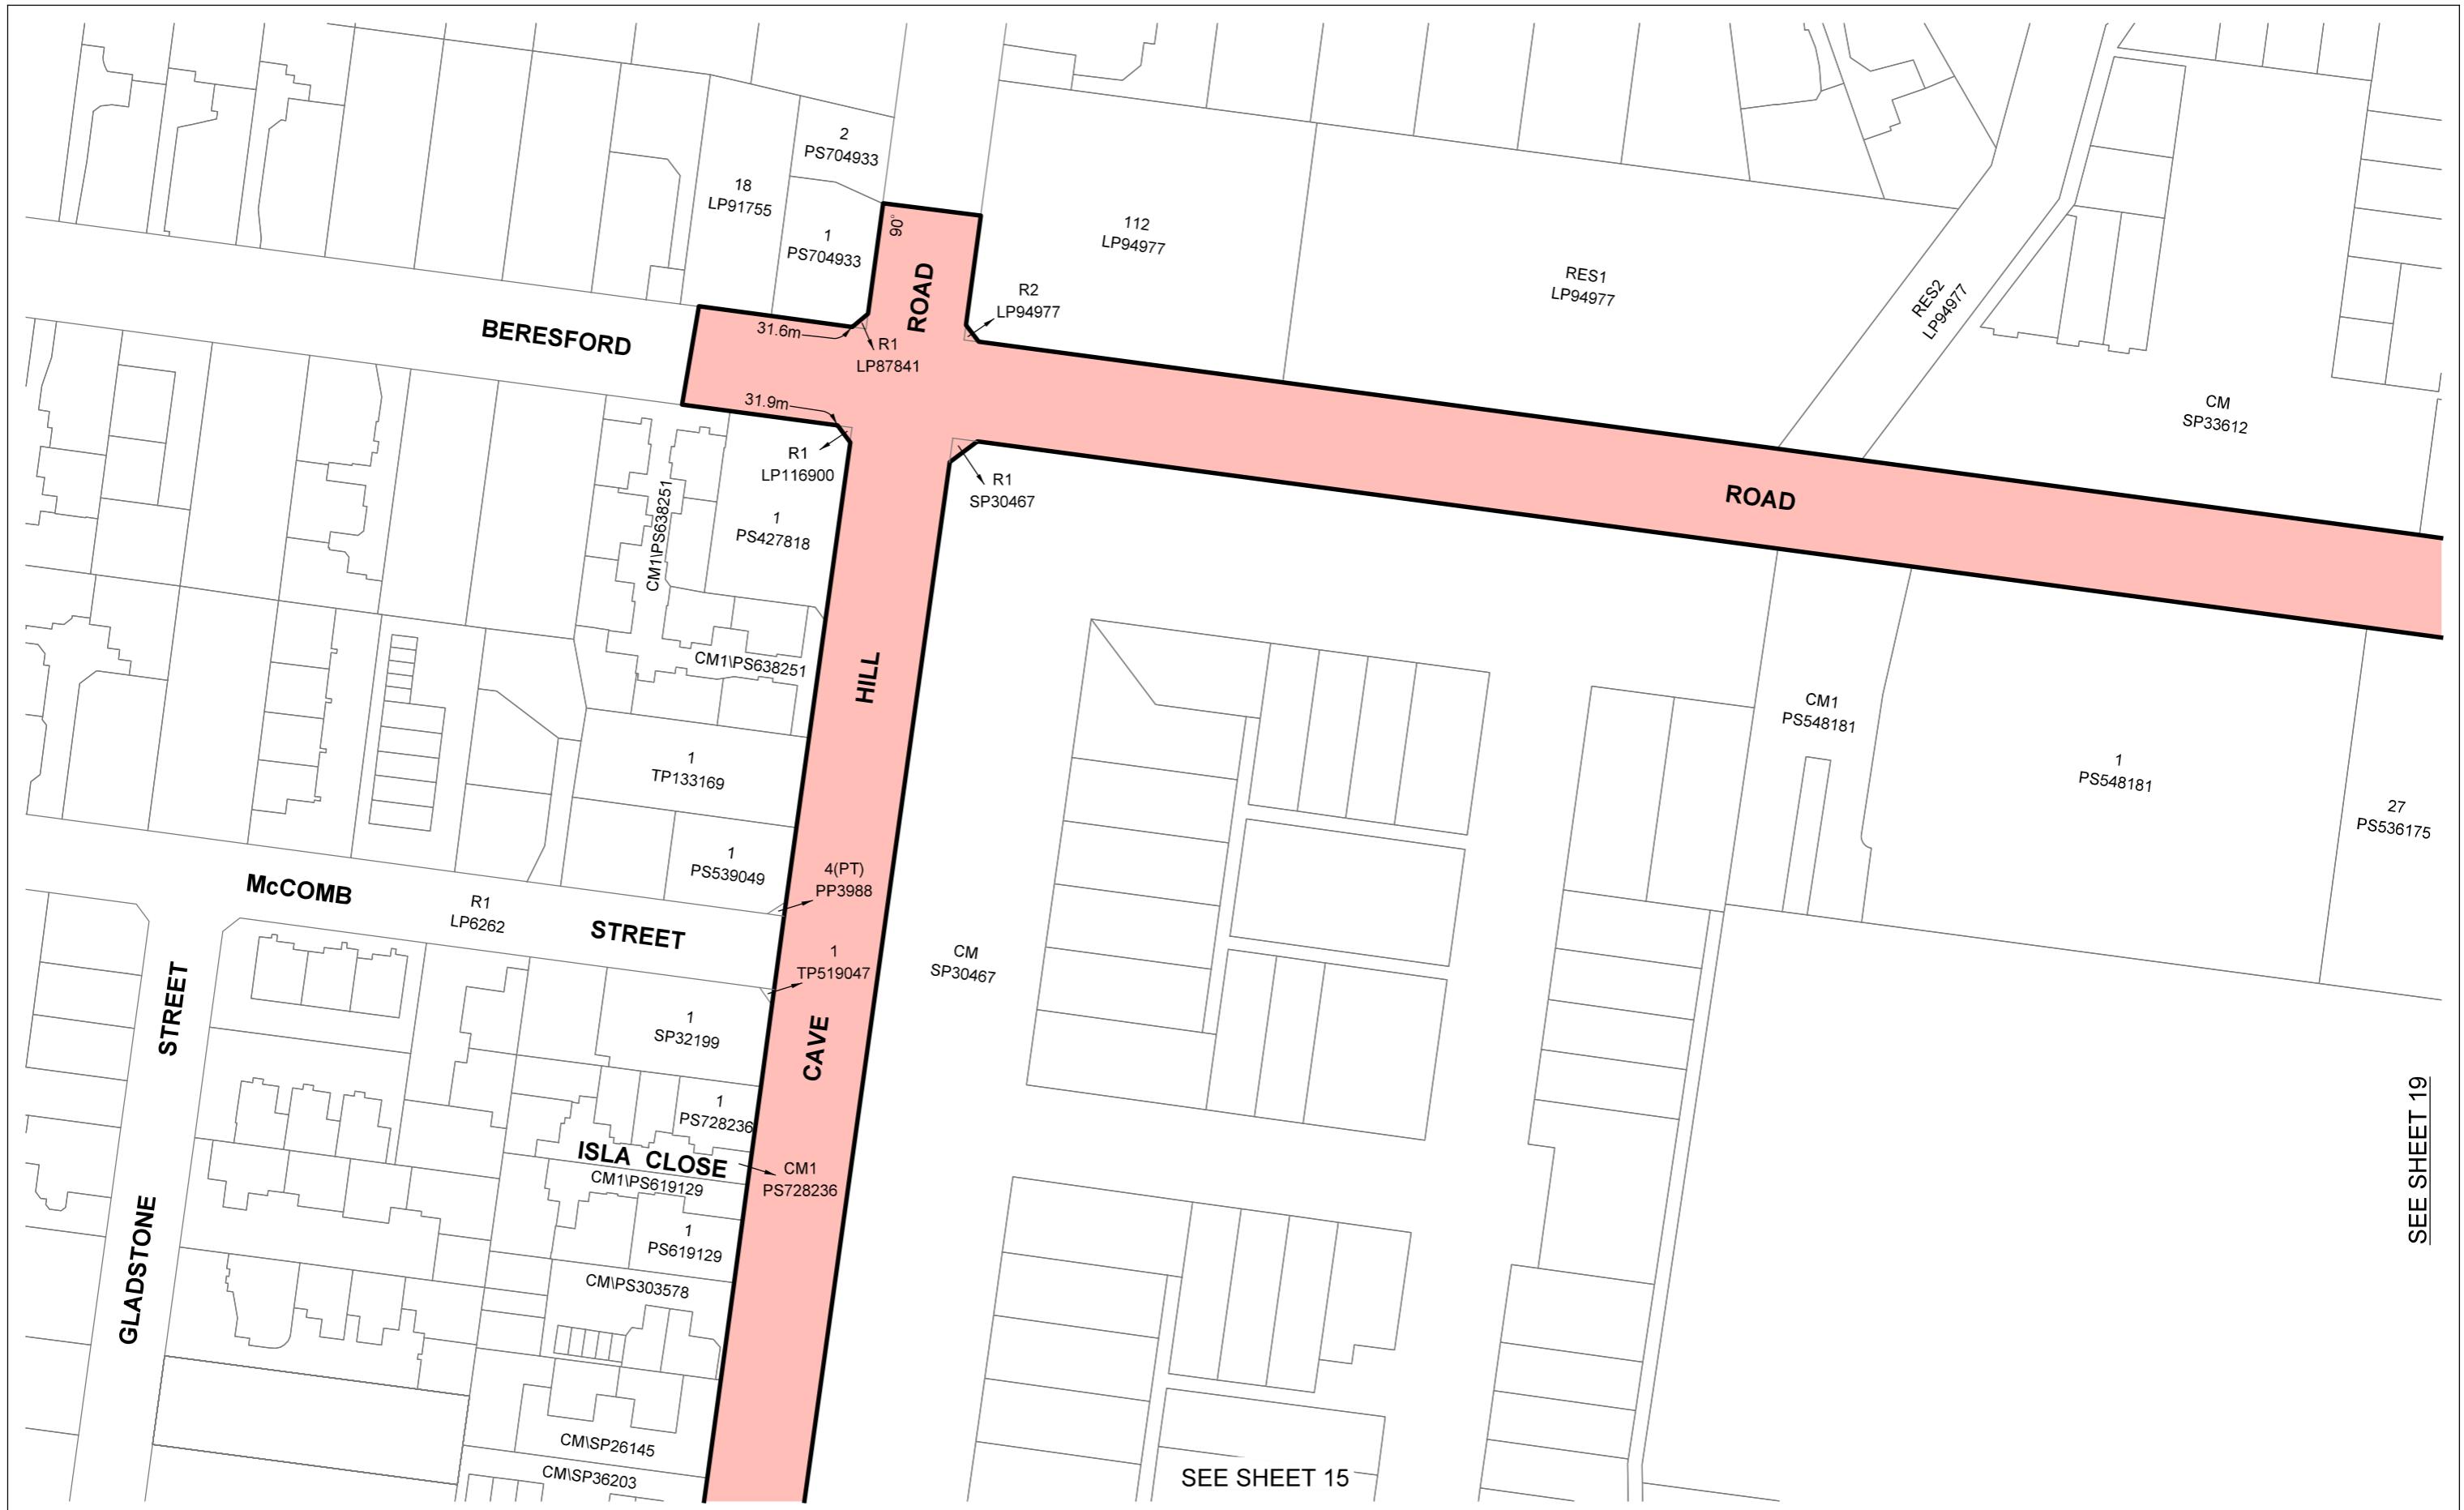 2
PS704933
18
LP91755
1
PS704933
90°
ROAD
112
LP94977
RES1
LP94977
RES2
LP94977
R2
LP94977
BERESFORD
31.6m
R1
LP87841
31.9m
CM
SP33612
R1
LP116900
R1
SP30467
ROAD
1
PS427818
CM1\PS638251
CM1\PS638251
HILL
CM1
PS548181
1
TP133169
1
PS548181
27
PS536175
1
PS539049
4(PT)
PP3988
McCOMB
R1
LP6262
STREET
1
TP519047
CM
SP30467
STREET
1
SP32199
CAVE
1
PS728236
ISLA CLOSE
CM1\PS619129
CM1
PS728236
GLADSTONE
1
PS619129
CM\PS303578
SEE SHEET 19
CM\SP26145
CM\SP36203
SEE SHEET 15